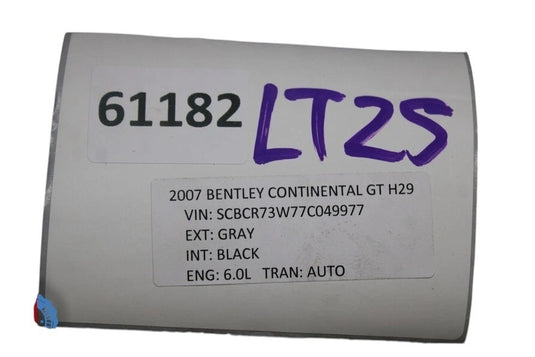 61182 LT2S
2007 BENTLEY CONTINENTAL GT H29
VIN: SCBCR73W77C049977
EXT: GRAY
INT: BLACK
ENG: 6.0L TRAN: AUTO